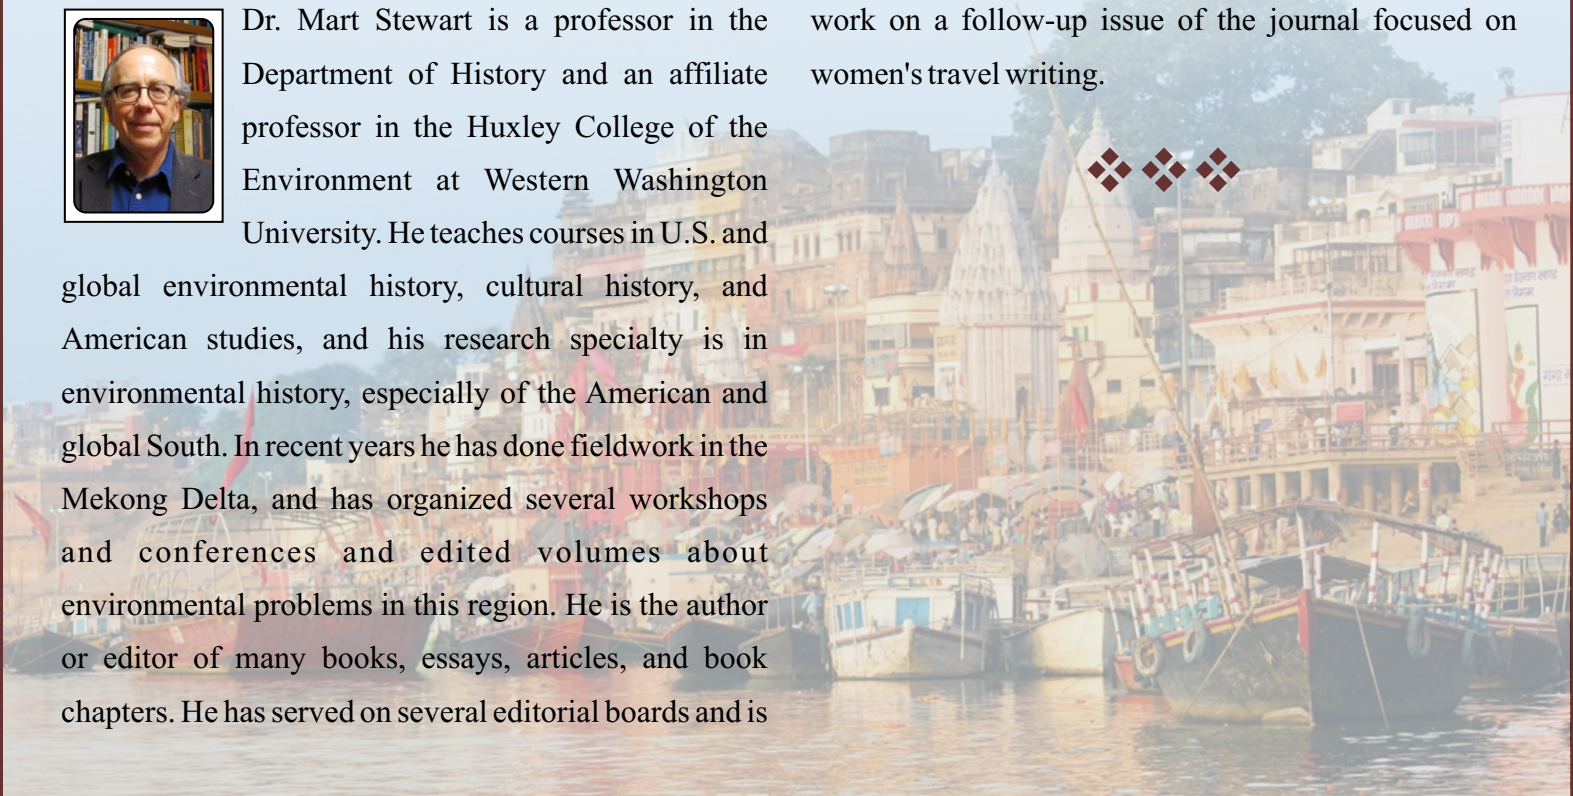 Dr. Mart Stewart is a professor in the
Department of History and an affiliate
professor in the Huxley College of the
Environment at Western Washington
University. He teaches courses in U.S. and
global environmental history, cultural history, and
American studies, and his research specialty is in
environmental history, especially of the American and
global South. In recent years he has done fieldwork in the
Mekong Delta, and has organized several workshops
and conferences and edited volumes about
environmental problems in this region. He is the author
or editor of many books, essays, articles, and book
chapters. He has served on several editorial boards and is
work on a follow-up issue of the journal focused on
women's travel writing.